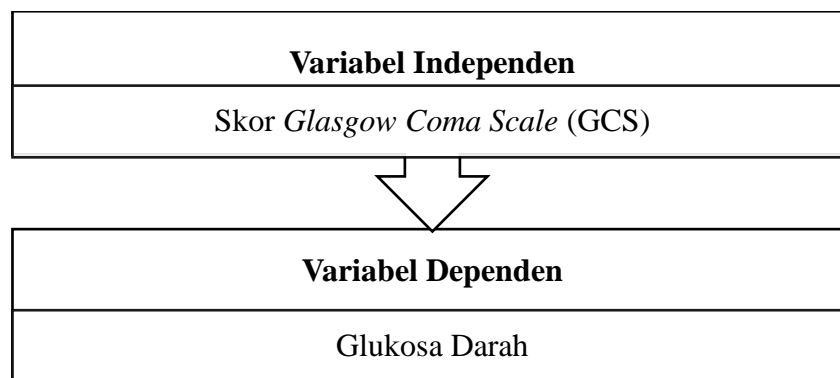 Variabel Independen
Skor Glasgow Coma Scale (GCS)
Variabel Dependen
Glukosa Darah